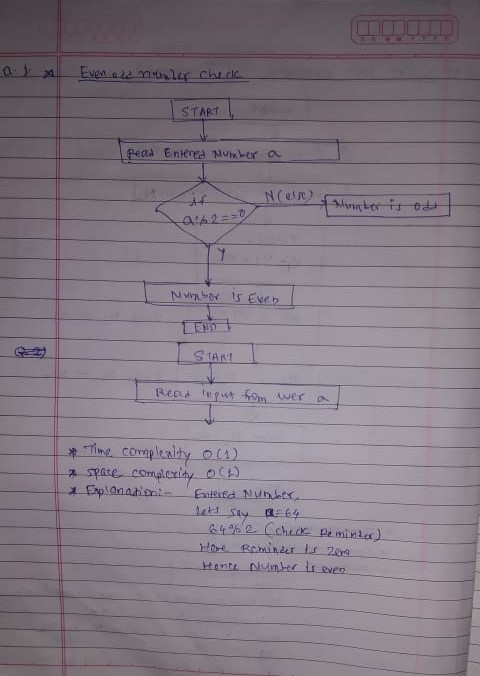 a.1 * Even odd number check
START
Read Entered Number a
if
a%2==0
N(else)
Number is odd
Y
Number is Even
END
START
Read input from user a
* Time complexity O(1)
* Space complexity O(1)
* Explanation:- Entered Number,
Lets say a=64
64%2 (check Reminder)
Here Reminder is zero
Hence Number is even